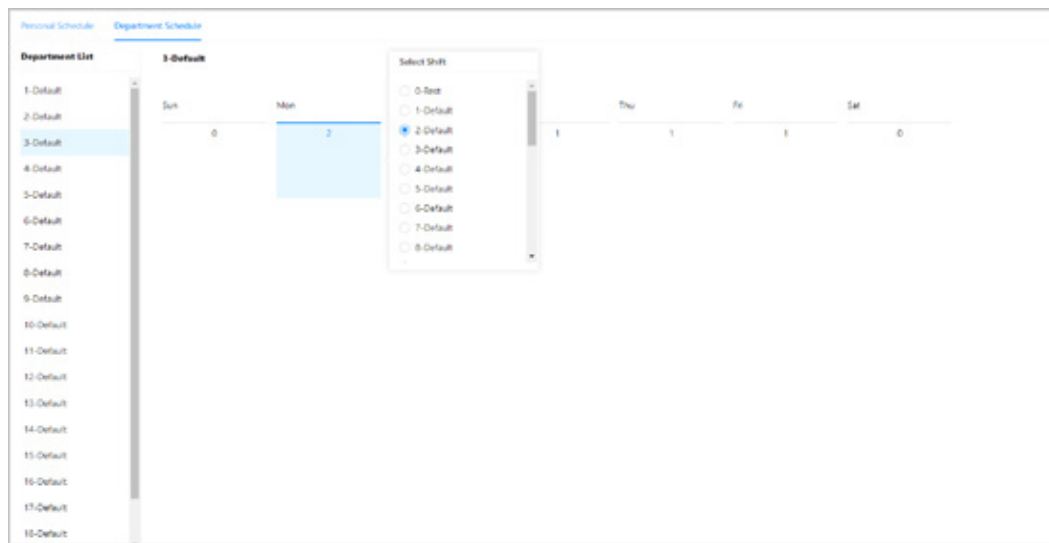 Personal Schedule Department Schedule
Department List
1-Default
2-Default
3-Default
4-Default
5-Default
6-Default
7-Default
8-Default
9-Default
10-Default
11-Default
12-Default
13-Default
14-Default
15-Default
16-Default
17-Default
18-Default
3-Default
Sun Mon Thu Fri Sat
0 2 1 1 1 0
Select Shift
0-Rest
1-Default
2-Default
3-Default
4-Default
5-Default
6-Default
7-Default
8-Default